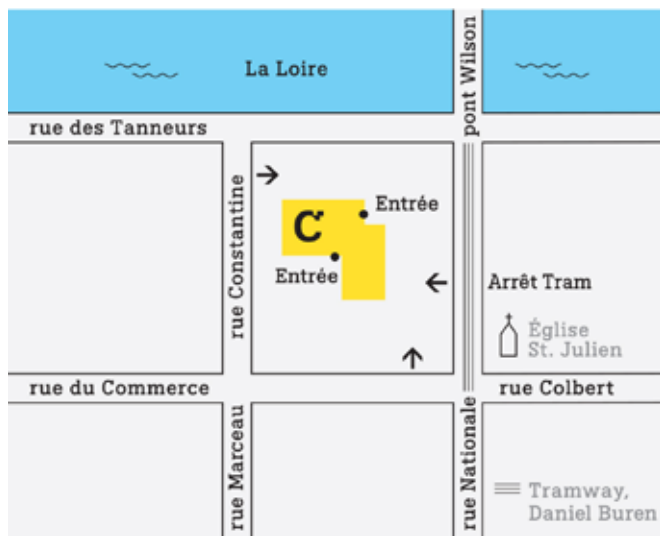 La Loire
pont Wilson
rue des Tanneurs
rue Constantine
Entrée
C
Entrée
Arrêt Tram
Église
St. Julien
rue du Commerce
rue Colbert
rue Marceau
rue Nationale
Tramway,
Daniel Buren